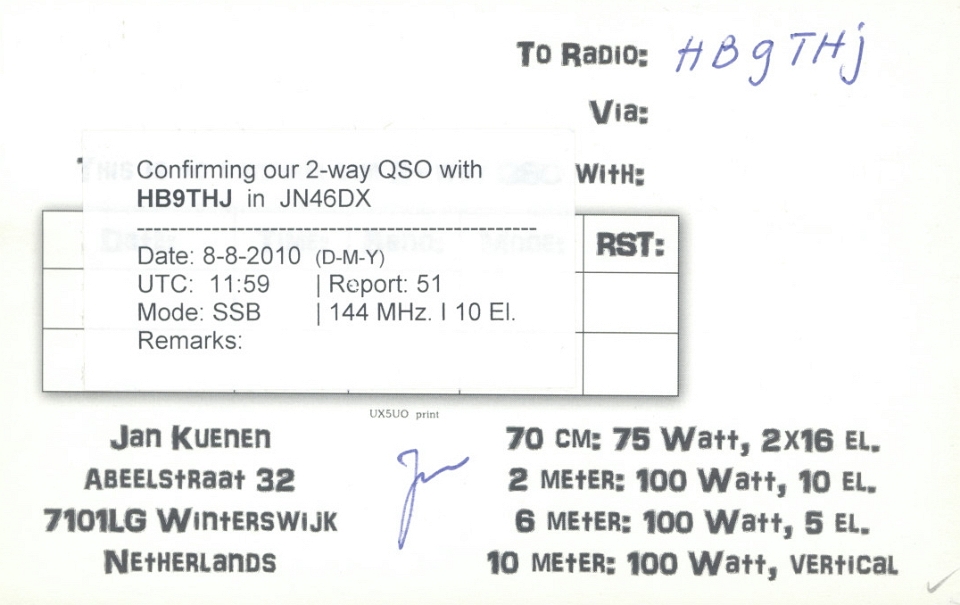 To Radio: HB9THJ
Via:
With:
Confirming our 2-way QSO with
HB9THJ in JN46DX
--------------------------------------------------
Date: 8-8-2010 (D-M-Y)
UTC: 11:59 | Report: 51
Mode: SSB | 144 MHz. I 10 El.
Remarks:
RST:
UX5UO print
Jan Kuenen
Abeelstraat 32
7101LG Winterswijk
Netherlands
Jan
70 cm: 75 Watt, 2x16 el.
2 meter: 100 Watt, 10 el.
6 meter: 100 Watt, 5 el.
10 meter: 100 Watt, vertical